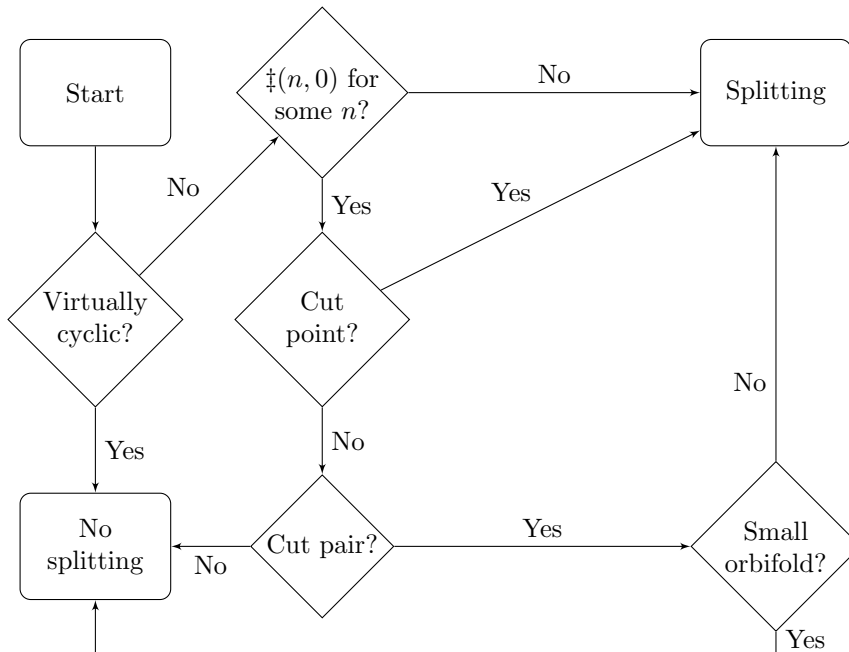 Start
‡(n, 0) for
some n?
No
Splitting
No
Yes
Yes
Virtually
cyclic?
Cut
point?
No
Yes
No
No
splitting
No
Cut pair?
Yes
Small
orbifold?
Yes